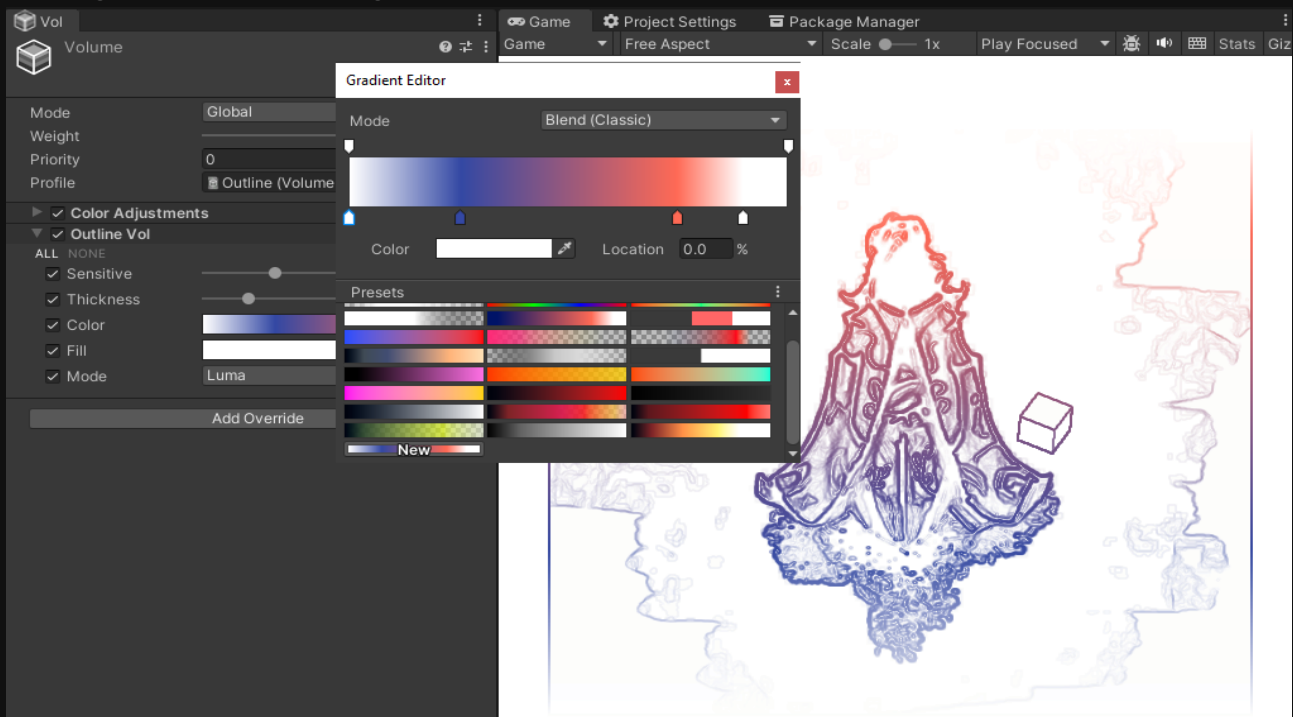 Vol
Game
Project Settings
Package Manager
Volume
Game
Free Aspect
Scale
1x
Play Focused
Stats
Giz
Gradient Editor
x
Mode
Global
Mode
Blend (Classic)
Weight
Priority
0
Profile
Outline (Volume
Color Adjustments
Outline Vol
ALL
NONE
Color
Location
0.0
%
Sensitive
Presets
Thickness
Color
Fill
Mode
Luma
Add Override
New